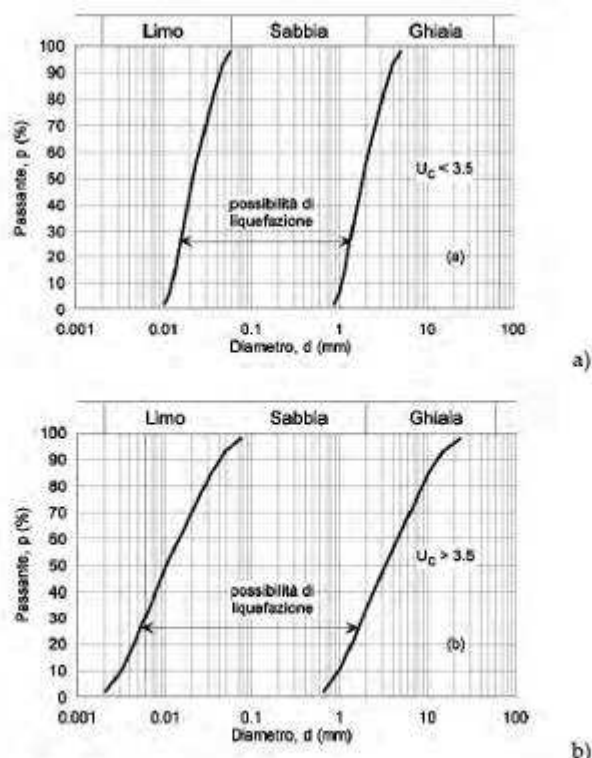 Limo Sabbia Ghiaia
100
90
80
70
60
50
40
30
20
10
0
Passante, p (%)
U_C < 3.5
possibilità di
liquefazione
(a)
0.001 0.01 0.1 1 10 100
Diametro, d (mm)
a)
Limo Sabbia Ghiaia
100
90
80
70
60
50
40
30
20
10
0
Passante, p (%)
U_C > 3.5
possibilità di
liquefazione
(b)
0.001 0.01 0.1 1 10 100
Diametro, d (mm)
b)